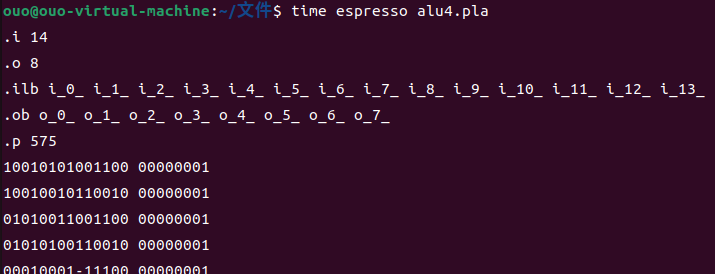 ouo@ouo-virtual-machine:~/文件$ time espresso alu4.pla
.i 14
.o 8
.ilb i_0_ i_1_ i_2_ i_3_ i_4_ i_5_ i_6_ i_7_ i_8_ i_9_ i_10_ i_11_ i_12_ i_13_
.ob o_0_ o_1_ o_2_ o_3_ o_4_ o_5_ o_6_ o_7_
.p 575
10010101001100 00000001
10010010110010 00000001
01010011001100 00000001
01010100110010 00000001
00010001-11100 00000001